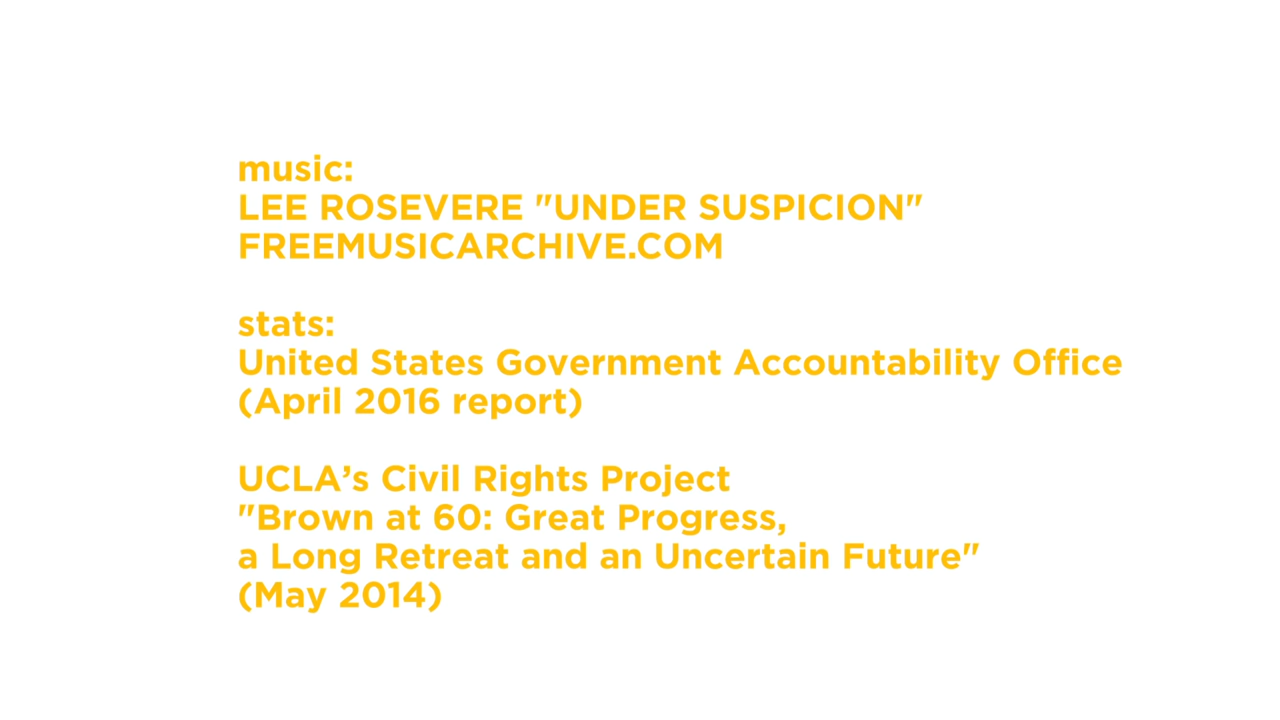 music:
LEE ROSEVERE "UNDER SUSPICION"
FREEMUSICARCHIVE.COM
stats:
United States Government Accountability Office
(April 2016 report)
UCLA’s Civil Rights Project
"Brown at 60: Great Progress,
a Long Retreat and an Uncertain Future"
(May 2014)